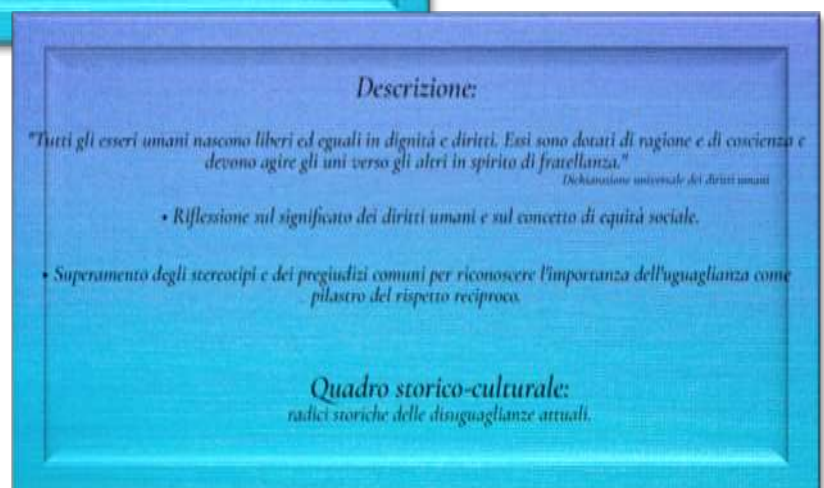 Descrizione:
"Tutti gli esseri umani nascono liberi ed eguali in dignità e diritti. Essi sono dotati di ragione e di coscienza e
devono agire gli uni verso gli altri in spirito di fratellanza."
Dichiarazione universale dei diritti umani
• Riflessione sul significato dei diritti umani e sul concetto di equità sociale.
• Superamento degli stereotipi e dei pregiudizi comuni per riconoscere l'importanza dell'uguaglianza come
pilastro del rispetto reciproco.
Quadro storico-culturale:
radici storiche delle disuguaglianze attuali.